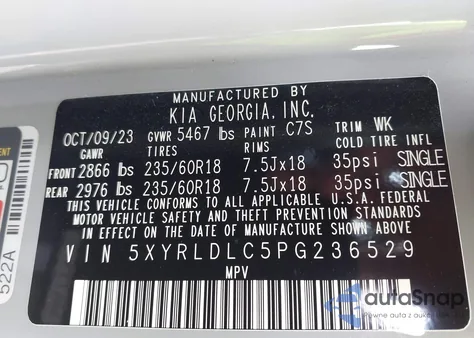 MANUFACTURED BY
KIA GEORGIA, INC.
OCT/09/23 GVWR 5467 lbs PAINT C7S TRIM WK
GAWR TIRES RIMS COLD TIRE INFL
FRONT 2866 lbs 235/60R18 7.5Jx18 35psi SINGLE
REAR 2976 lbs 235/60R18 7.5Jx18 35psi SINGLE
THIS VEHICLE CONFORMS TO ALL APPLICABLE U.S.A. FEDERAL
MOTOR VEHICLE SAFETY AND THEFT PREVENTION STANDARDS
IN EFFECT ON THE DATE OF MANUFACTURE SHOWN ABOVE.
VIN 5XYRLDLC5PG236529
MPV
522A
autoSnap